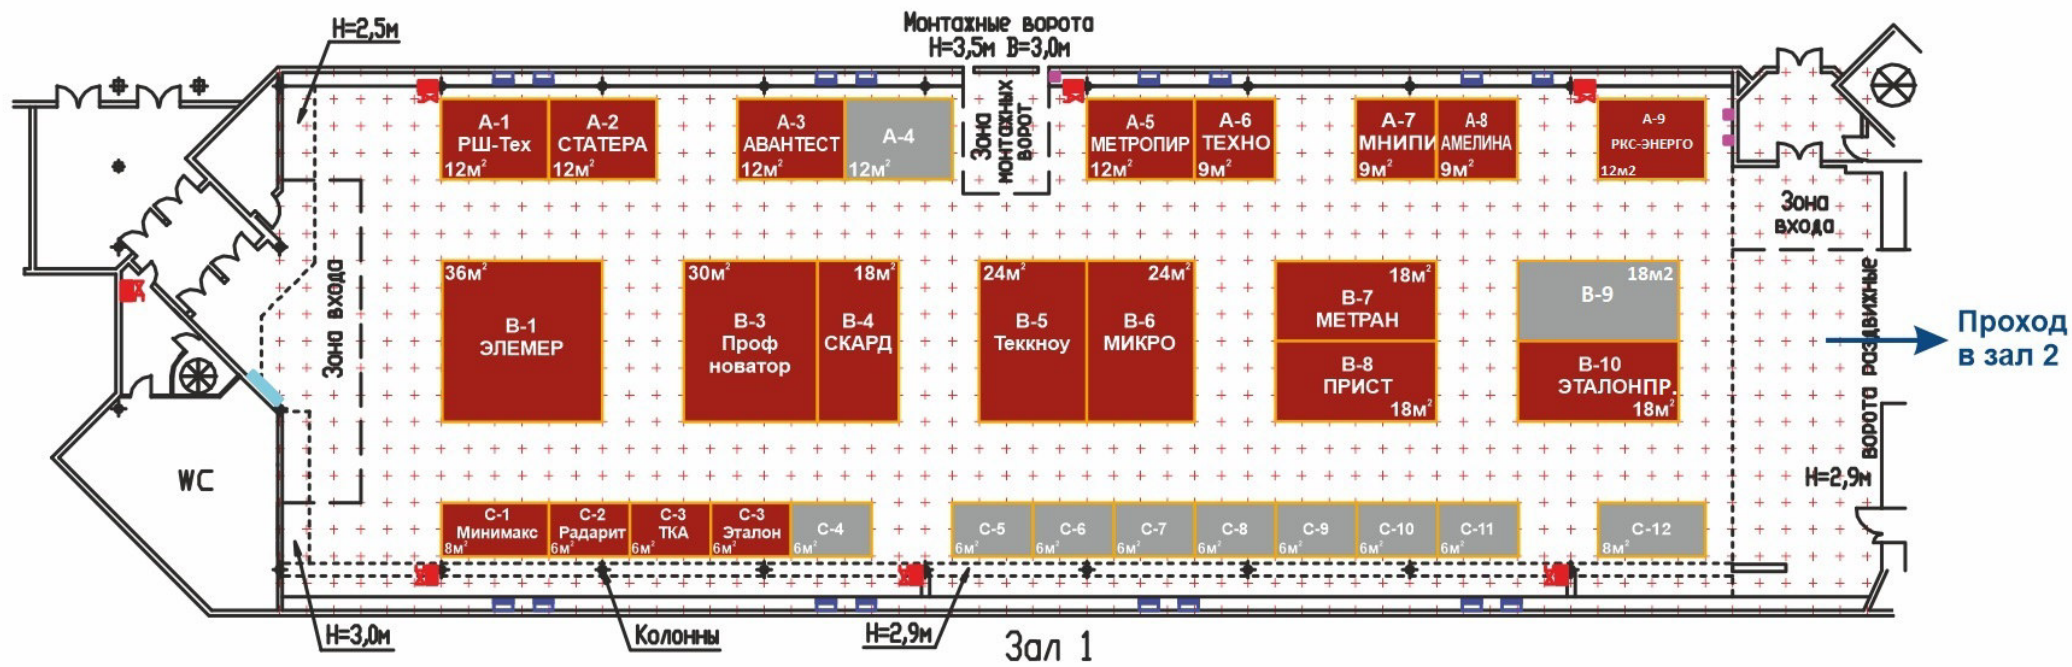 H=2,5м
Монтажные ворота
H=3,5м В=3,0м
А-1
РШ-Тех
12м²
А-2
СТАТЕРА
12м²
А-3
АВАНТЕСТ
12м²
А-4
12м²
Зона
монтажных
ворот
А-5
МЕТРОПИР
12м²
А-6
ТЕХНО
9м²
А-7
МНИПИ
9м²
А-8
АМЕЛИНА
9м²
А-9
РКС-ЭНЕРГО
12м2
Зона
входа
Зона входа
36м²
В-1
ЭЛЕМЕР
30м²
В-3
Проф
новатор
18м²
В-4
СКАРД
24м²
В-5
Теккноу
24м²
В-6
МИКРО
18м²
В-7
МЕТРАН
В-8
ПРИСТ
18м²
18м2
В-9
В-10
ЭТАЛОНПР.
18м²
ворота раздвижные
Проход
в зал 2
WC
H=2,9м
С-1
Минимакс
8м²
С-2
Радарит
6м²
С-3
ТКА
6м²
С-3
Эталон
6м²
С-4
6м²
С-5
6м²
С-6
6м²
С-7
6м²
С-8
6м²
С-9
6м²
С-10
6м²
С-11
6м²
С-12
8м²
H=3,0м
Колонны
H=2,9м
Зал 1